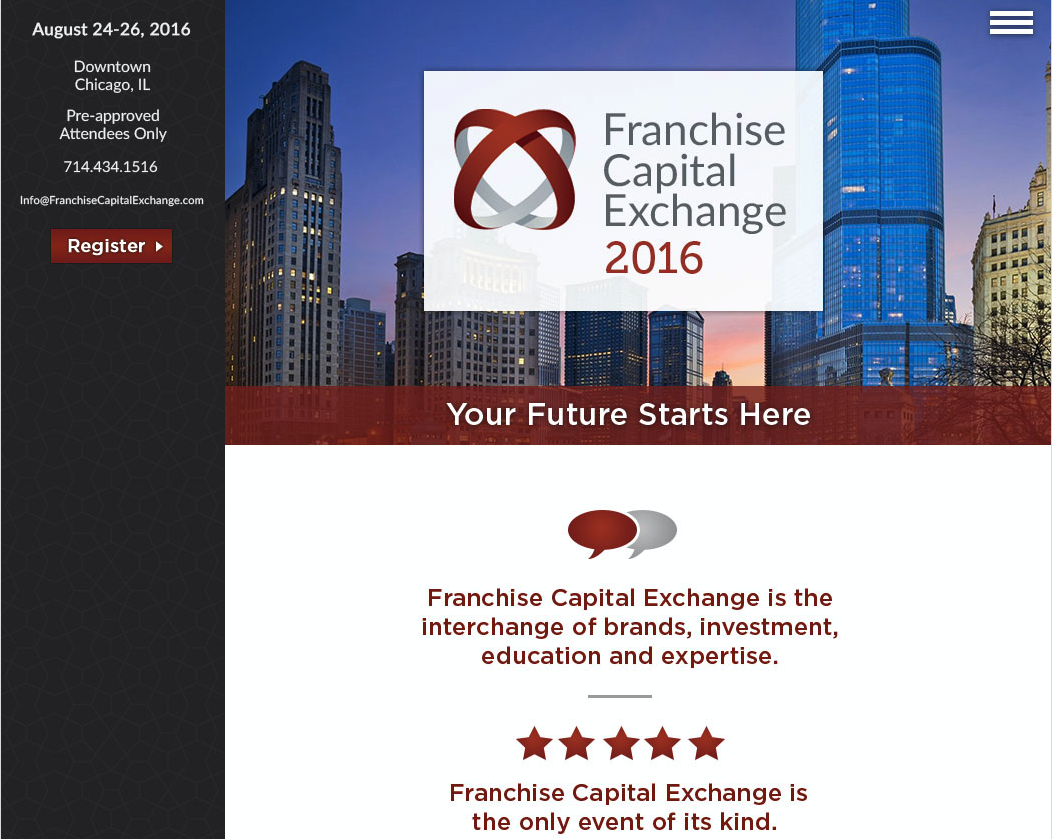 August 24-26, 2016
Downtown
Chicago, IL
Pre-approved
Attendees Only
714.434.1516
Info@FranchiseCapitalExchange.com
Register
Franchise
Capital
Exchange
2016
Your Future Starts Here
Franchise Capital Exchange is the
interchange of brands, investment,
education and expertise.
Franchise Capital Exchange is
the only event of its kind.